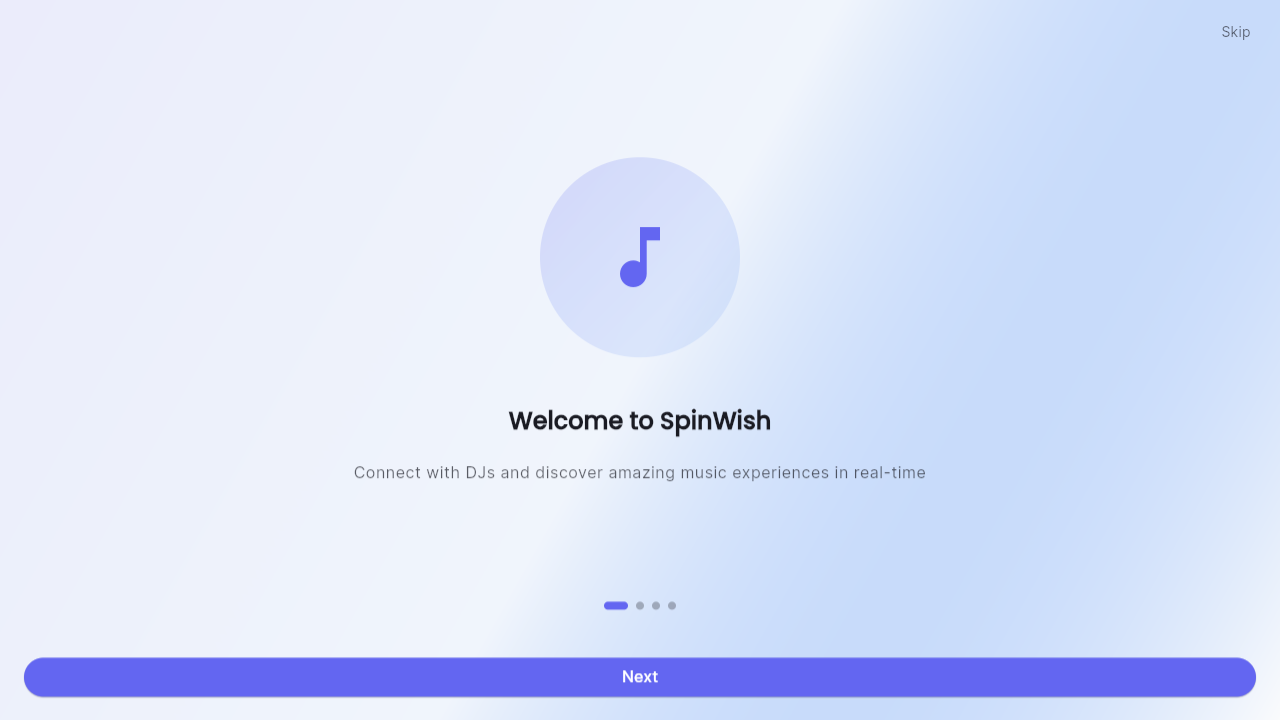 Skip
Welcome to SpinWish
Connect with DJs and discover amazing music experiences in real-time
Next